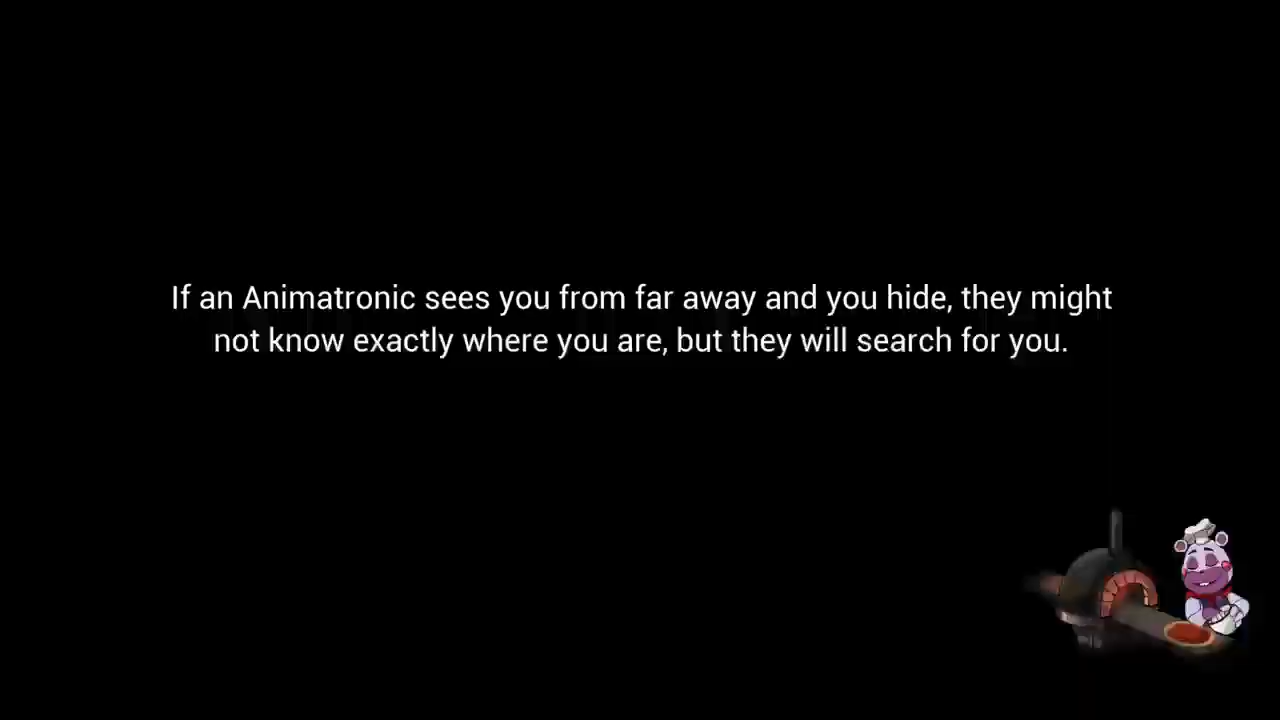 If an Animatronic sees you from far away and you hide, they might
not know exactly where you are, but they will search for you.